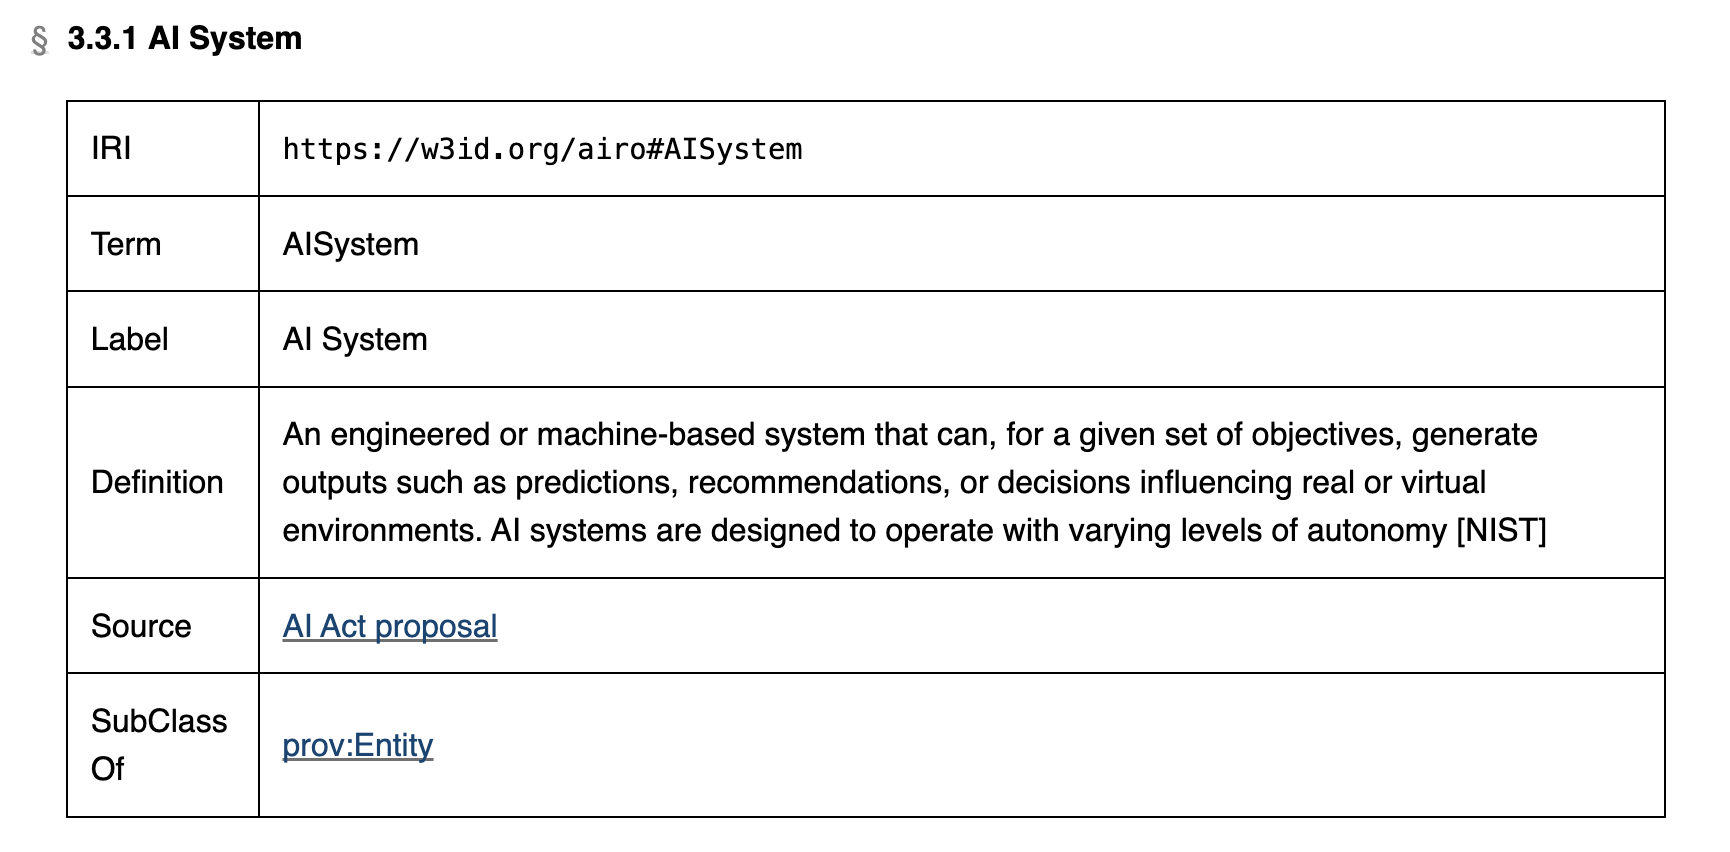 § 3.3.1 AI System
IRI https://w3id.org/airo#AISystem
Term AISystem
Label AI System
Definition An engineered or machine-based system that can, for a given set of objectives, generate
outputs such as predictions, recommendations, or decisions influencing real or virtual
environments. AI systems are designed to operate with varying levels of autonomy [NIST]
Source AI Act proposal
SubClass
Of
prov:Entity